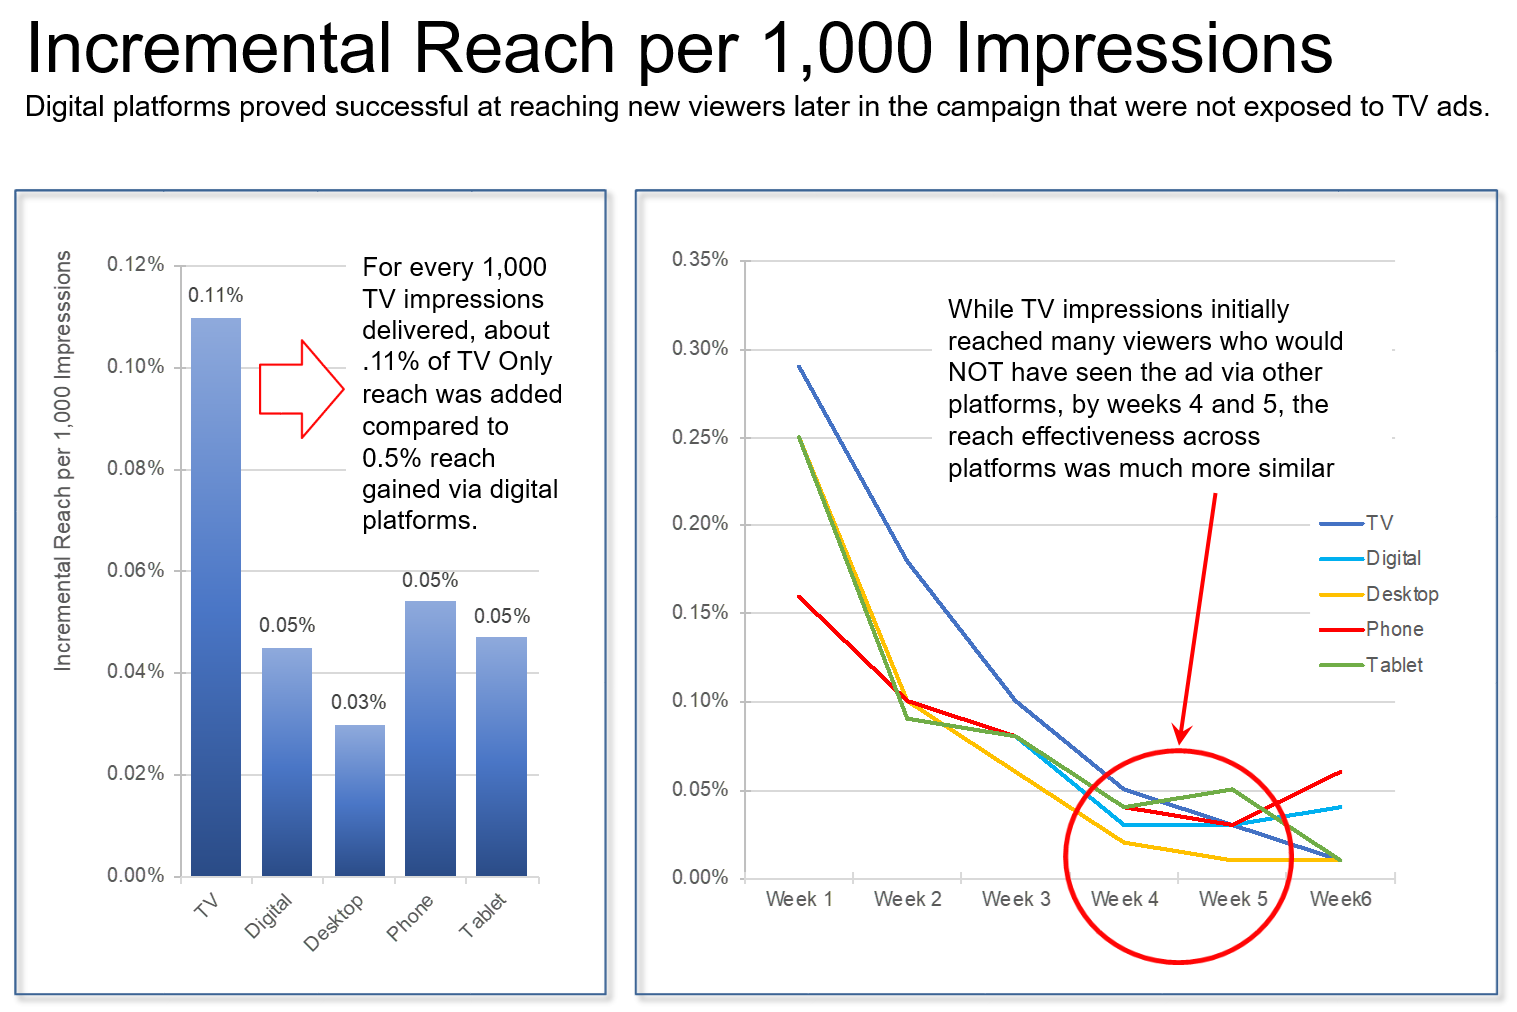 Incremental Reach per 1,000 Impressions
Digital platforms proved successful at reaching new viewers later in the campaign that were not exposed to TV ads.
Incremental Reach per 1,000 Impresssions
0.12%
0.10%
0.08%
0.06%
0.04%
0.02%
0.00%
0.11%
0.05%
0.03%
0.05%
0.05%
TV
Digital
Desktop
Phone
Tablet
For every 1,000
TV impressions
delivered, about
.11% of TV Only
reach was added
compared to
0.5% reach
gained via digital
platforms.
0.35%
0.30%
0.25%
0.20%
0.15%
0.10%
0.05%
0.00%
While TV impressions initially
reached many viewers who would
NOT have seen the ad via other
platforms, by weeks 4 and 5, the
reach effectiveness across
platforms was much more similar
TV
Digital
Desktop
Phone
Tablet
Week 1
Week 2
Week 3
Week 4
Week 5
Week6